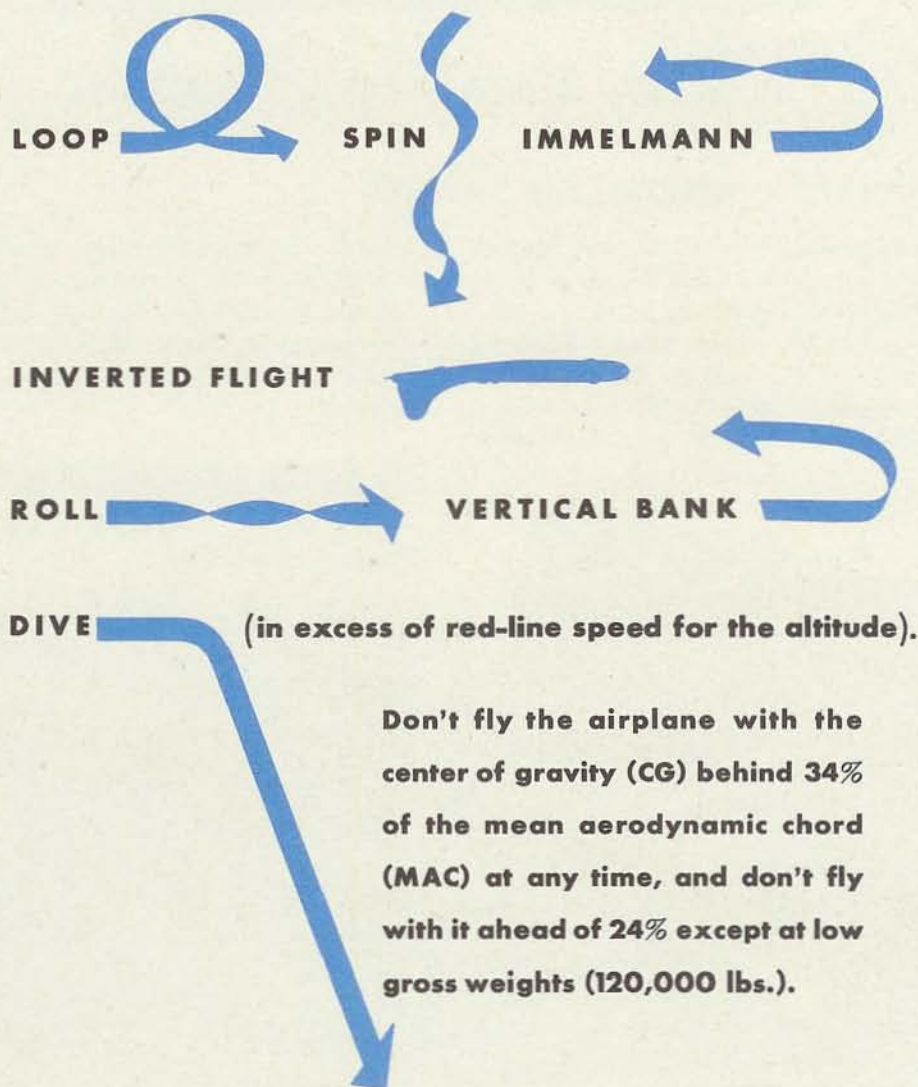 LOOP
SPIN
IMMELMANN
INVERTED FLIGHT
ROLL
VERTICAL BANK
DIVE (in excess of red-line speed for the altitude).
Don't fly the airplane with the
center of gravity (CG) behind 34%
of the mean aerodynamic chord
(MAC) at any time, and don't fly
with it ahead of 24% except at low
gross weights (120,000 lbs.).